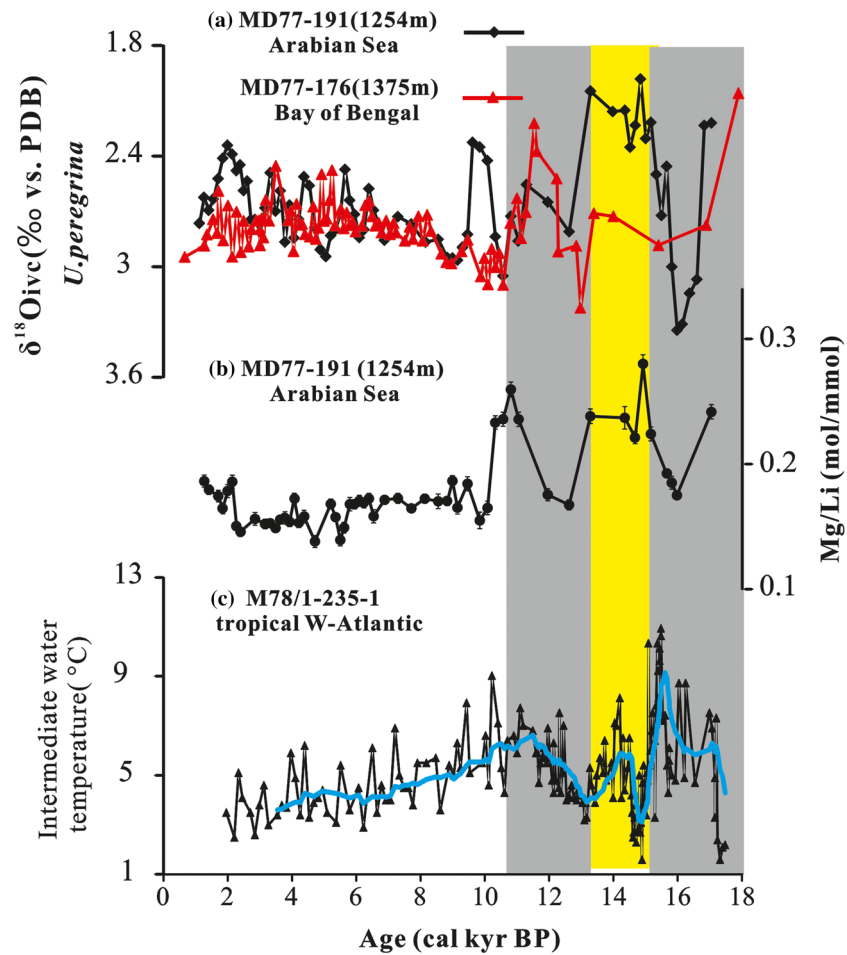 (a) MD77-191(1254m)
Arabian Sea
MD77-176(1375m)
Bay of Bengal
1.8
2.4
3
3.6
δ18Oivc(‰ vs. PDB)
U.peregrina
(b) MD77-191 (1254m)
Arabian Sea
0.3
0.2
0.1
Mg/Li (mol/mmol)
(c) M78/1-235-1
tropical W-Atlantic
13
9
5
1
Intermediate water
temperature( °C)
0 2 4 6 8 10 12 14 16 18
Age (cal kyr BP)